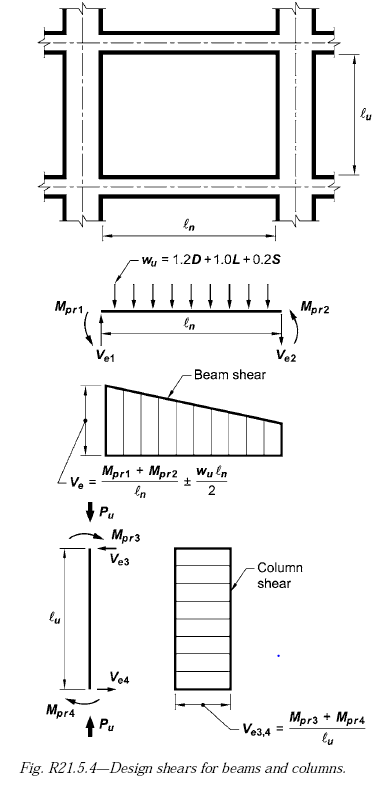 ℓu
ℓn
wu = 1.2D + 1.0L + 0.2S
Mpr1
Mpr2
ℓn
Ve1
Ve2
Beam shear
Ve = (Mpr1 + Mpr2)/ℓn ± wu ℓn/2
Pu
Mpr3
Ve3
Column
shear
ℓu
Ve4
Mpr4
Pu
Ve3,4 = (Mpr3 + Mpr4)/ℓu
Fig. R21.5.4—Design shears for beams and columns.